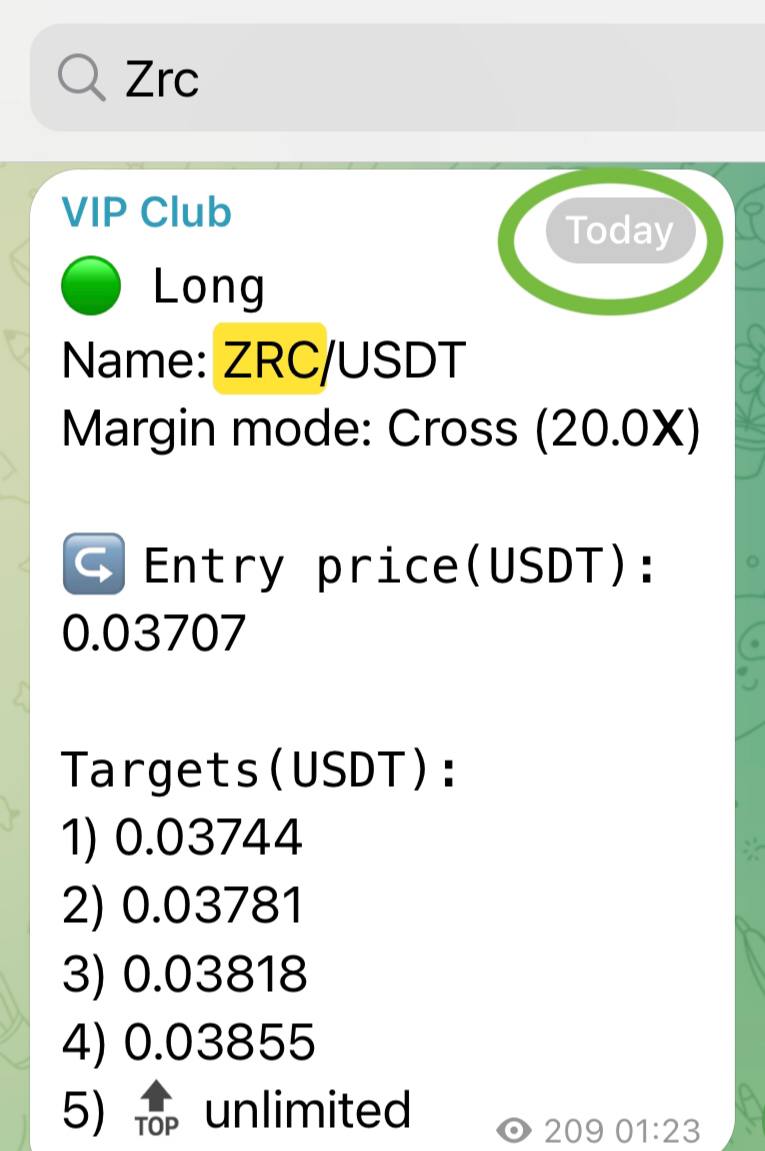 Zrc
VIP Club
Today
Long
Name: ZRC/USDT
Margin mode: Cross (20.0X)
Entry price(USDT):
0.03707
Targets(USDT):
1) 0.03744
2) 0.03781
3) 0.03818
4) 0.03855
5) TOP unlimited
209 01:23